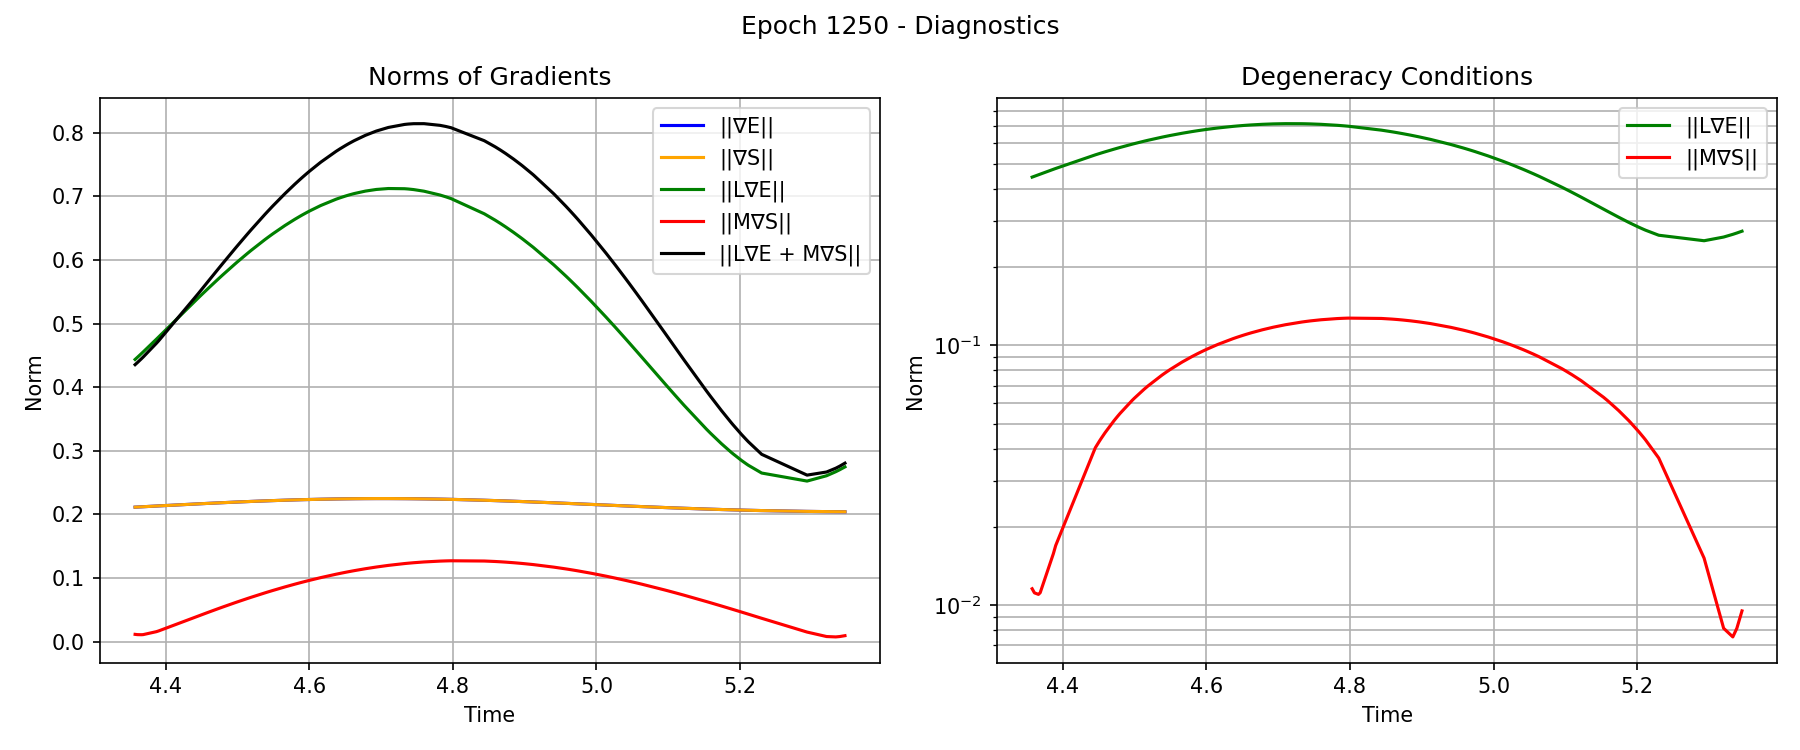 Epoch 1250 - Diagnostics
Norms of Gradients
Norm
0.8
0.7
0.6
0.5
0.4
0.3
0.2
0.1
0.0
4.4 4.6 4.8 5.0 5.2
Time
||∇E||
||∇S||
||L∇E||
||M∇S||
||L∇E + M∇S||
Degeneracy Conditions
Norm
10⁻¹
10⁻²
4.4 4.6 4.8 5.0 5.2
Time
||L∇E||
||M∇S||